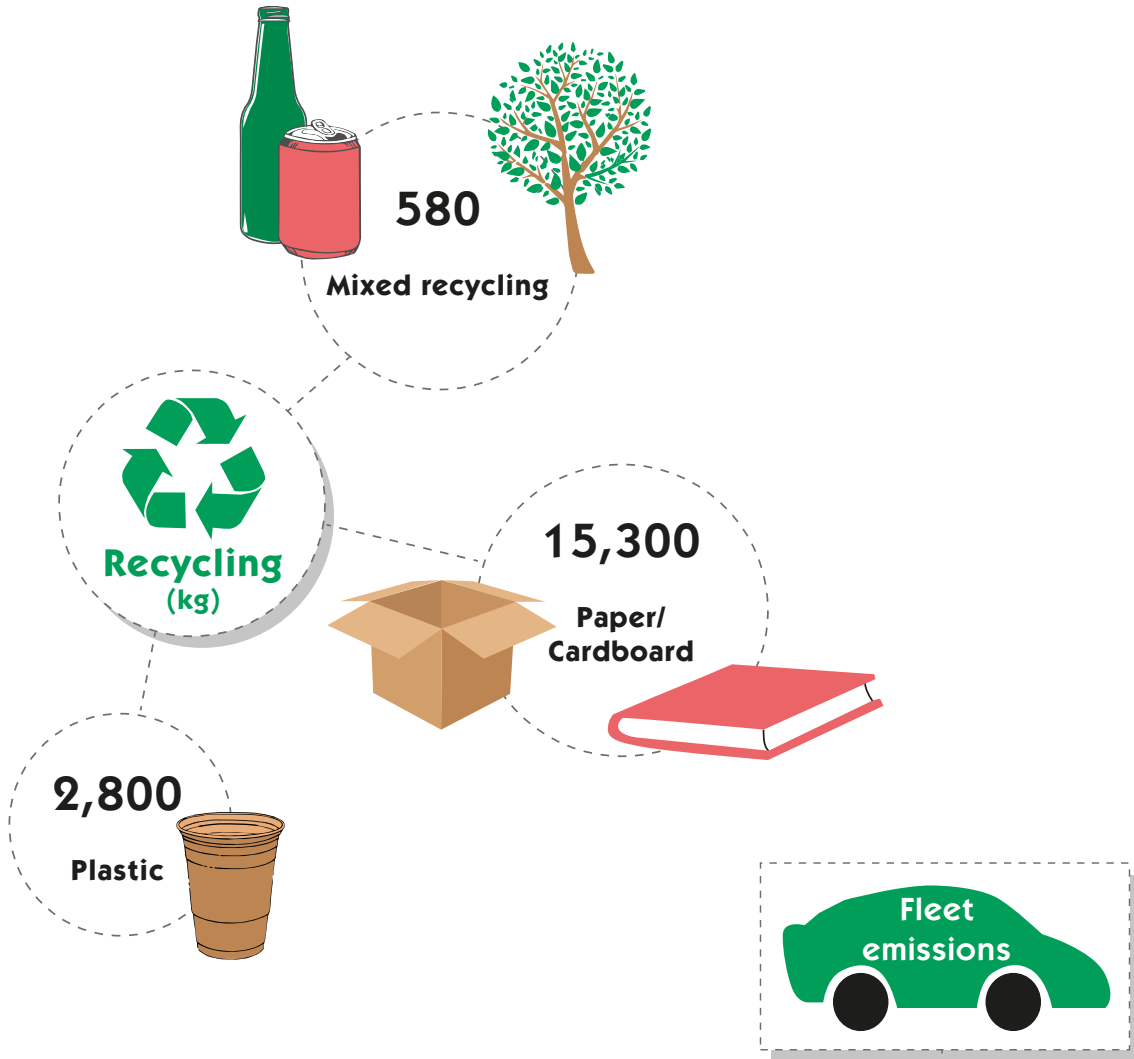 580
Mixed recycling
Recycling
(kg)
15,300
Paper/
Cardboard
2,800
Plastic
Fleet
emissions